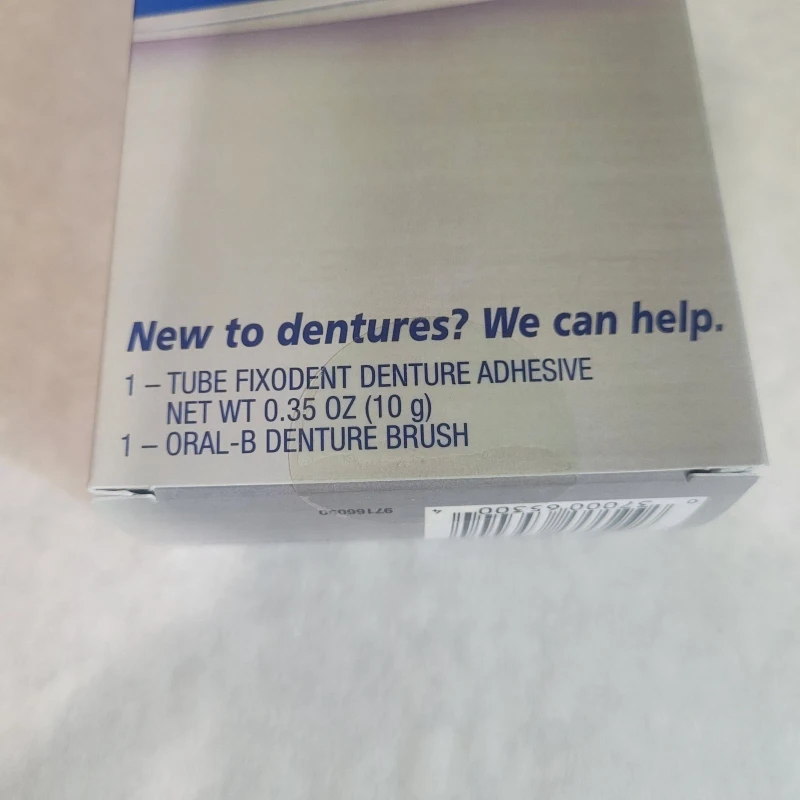 New to dentures? We can help.
1 – TUBE FIXODENT DENTURE ADHESIVE
NET WT 0.35 OZ (10 g)
1 – ORAL-B DENTURE BRUSH